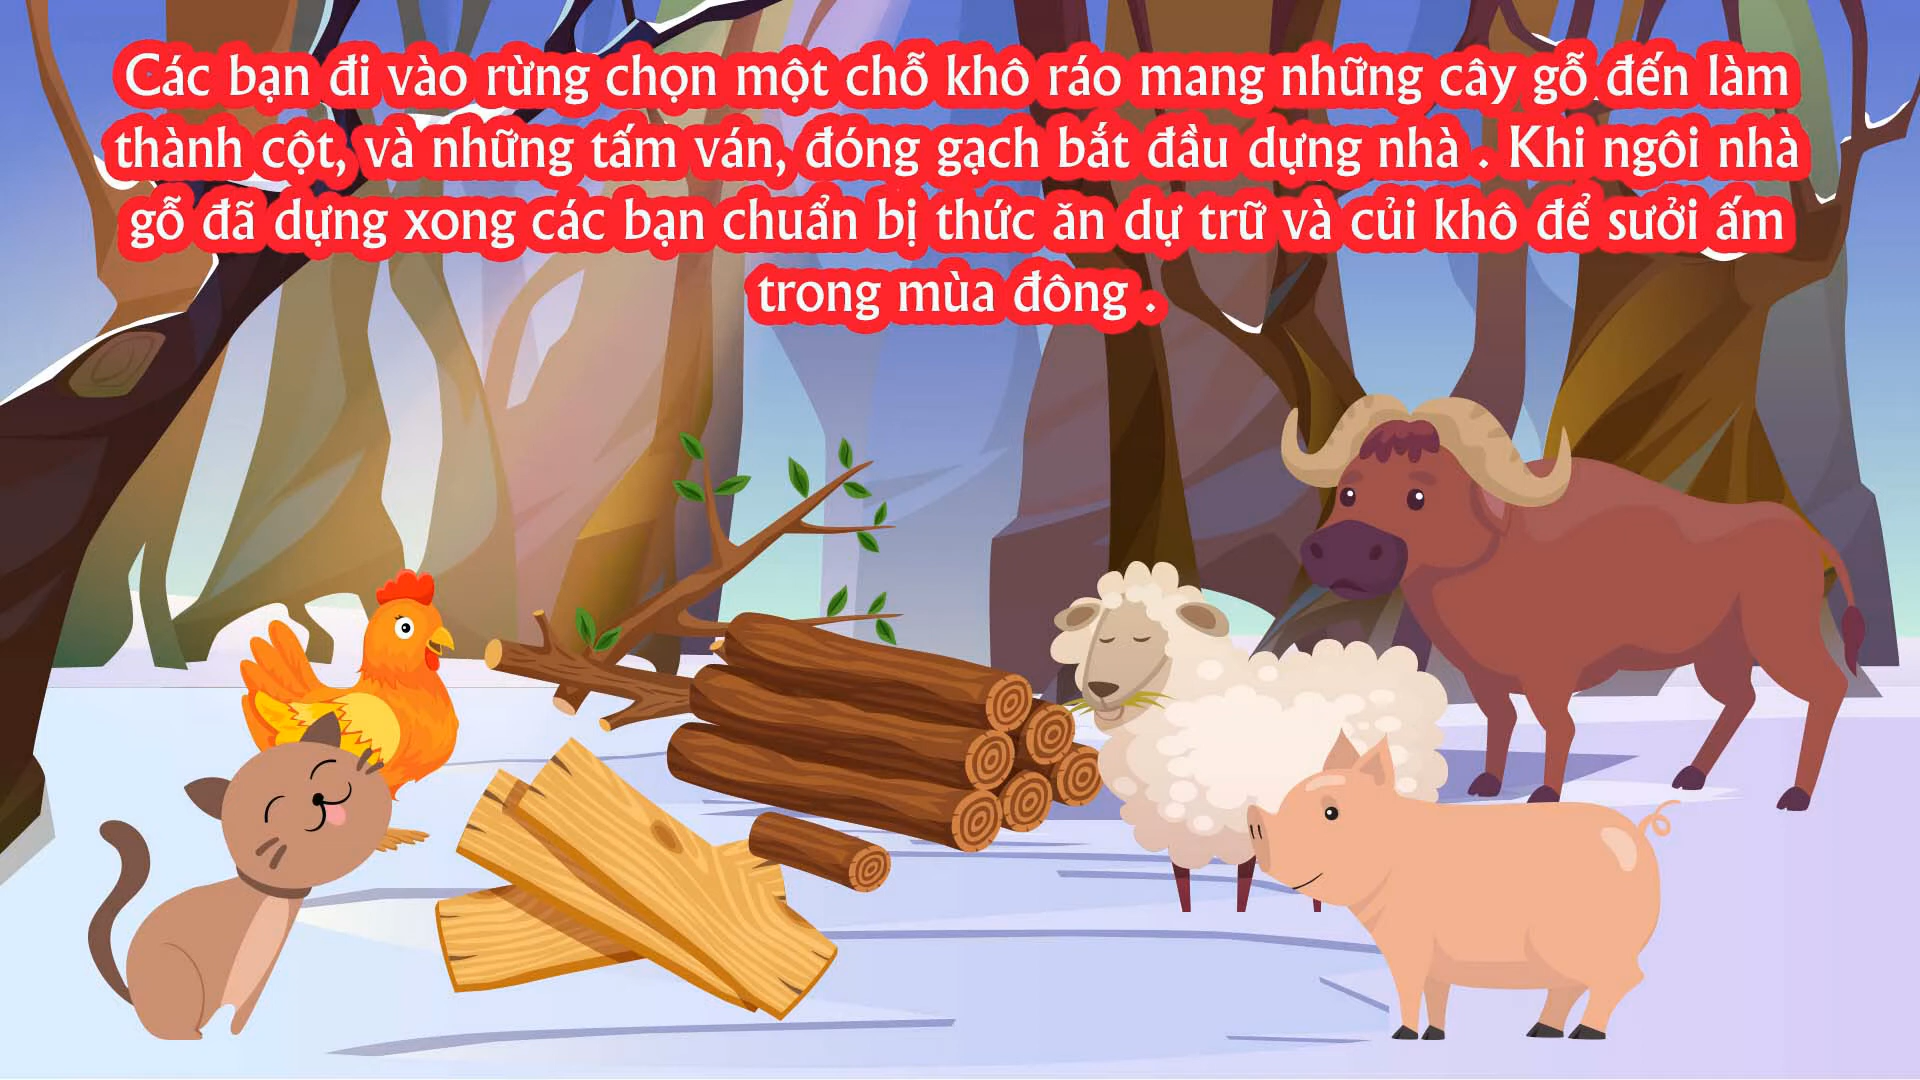 Các bạn đi vào rừng chọn một chỗ khô ráo mang những cây gỗ đến làm
thành cột, và những tấm ván, đóng gạch bắt đầu dựng nhà . Khi ngôi nhà
gỗ đã dựng xong các bạn chuẩn bị thức ăn dự trữ và củi khô để sưởi ấm
trong mùa đông .